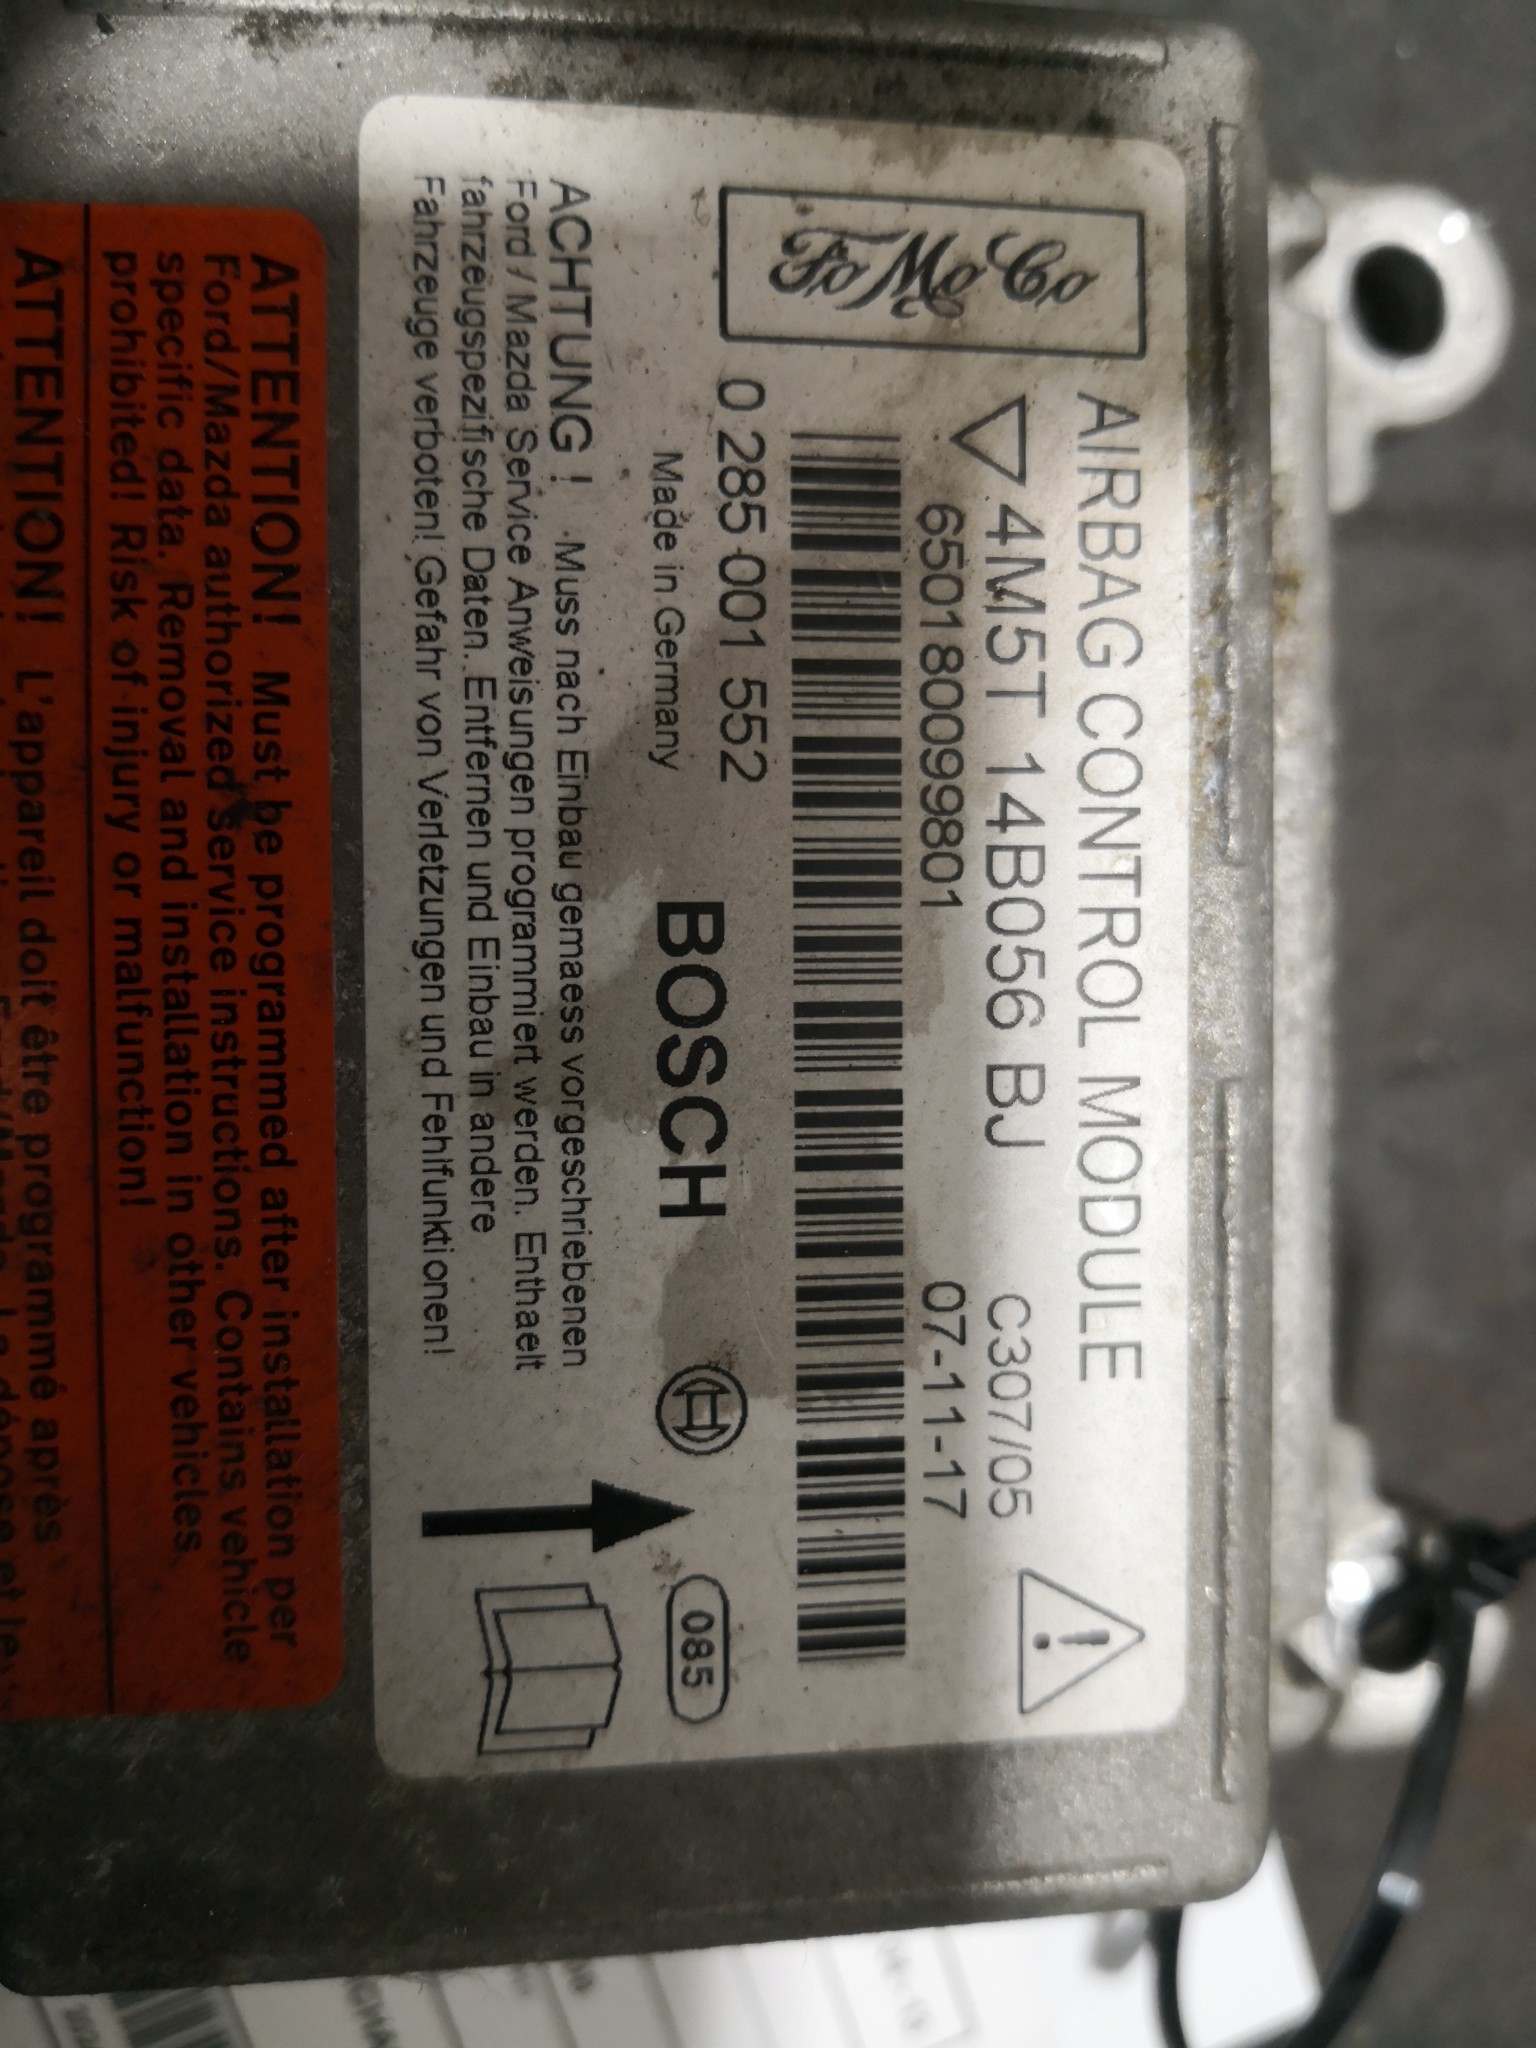 FoMoCo
AIRBAG CONTROL MODULE
4M5T 14B056 BJ C307/05
65018009980​1 07-11-17
0 285 001 552
Made in Germany BOSCH
085
ACHTUNG ! Muss nach Einbau gemaess vorgeschriebenen
Ford / Mazda Service Anweisungen programmiert werden. Enthaelt
fahrzeugspezifische Daten. Entfernen und Einbau in andere
Fahrzeuge verboten! Gefahr von Verletzungen und Fehlfunktionen!
ATTENTION! Must be programmed after installation per
Ford/Mazda authorized service instructions. Contains vehicle
specific data. Removal and installation in other vehicles
prohibited! Risk of injury or malfunction!
ATTENTION! L'appareil doit être programmé après